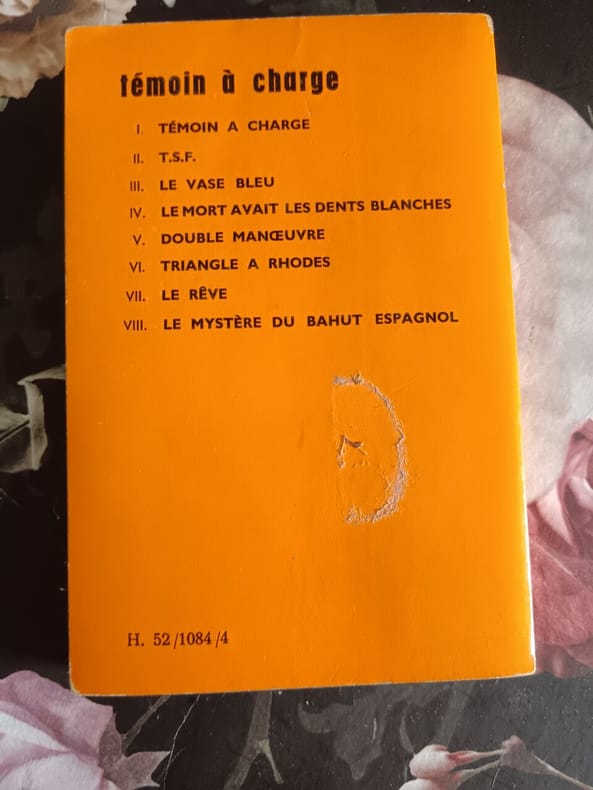 témoin à charge
I. TÉMOIN A CHARGE
II. T.S.F.
III. LE VASE BLEU
IV. LE MORT AVAIT LES DENTS BLANCHES
V. DOUBLE MANŒUVRE
VI. TRIANGLE A RHODES
VII. LE RÊVE
VIII. LE MYSTÈRE DU BAHUT ESPAGNOL
H. 52/1084/4